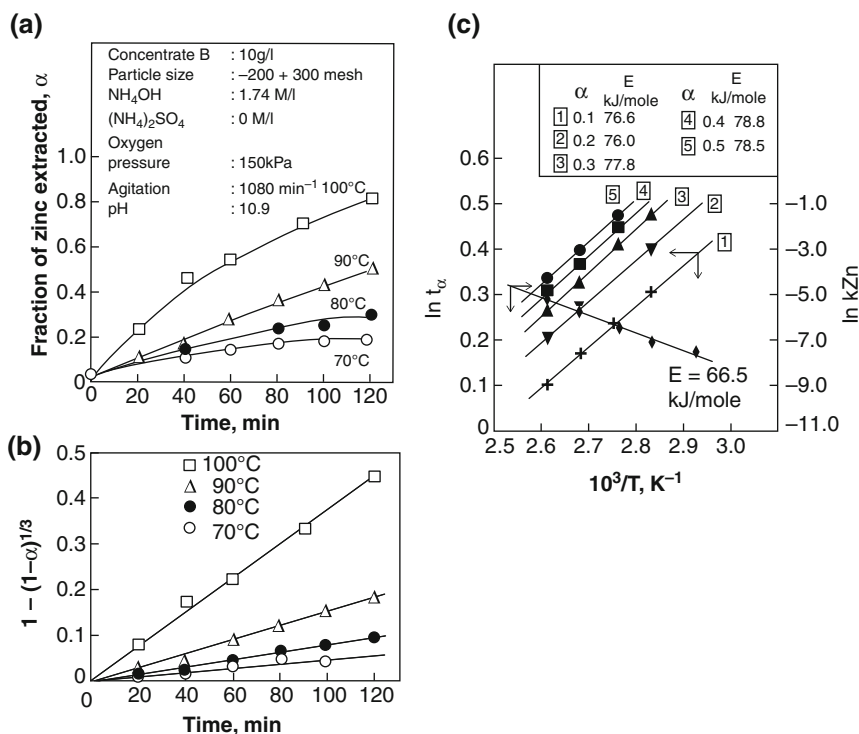 (a)
Concentrate B : 10g/l
Particle size : –200 + 300 mesh
NH4OH : 1.74 M/l
(NH4)2SO4 : 0 M/l
Oxygen
pressure : 150kPa
Agitation : 1080 min–1 100°C
pH : 10.9
Fraction of zinc extracted, α
1.0
0.8
0.6
0.4
0.2
0
90°C
80°C
70°C
0 20 40 60 80 100 120
Time, min
(b)
100°C
90°C
80°C
70°C
1 – (1–α)1/3
0.5
0.4
0.3
0.2
0.1
0
0 20 40 60 80 100 120
Time, min
(c)
α E kJ/mole α E kJ/mole
1 0.1 76.6 4 0.4 78.8
2 0.2 76.0 5 0.5 78.5
3 0.3 77.8
ln tα
0.6
0.5
0.4
0.3
0.2
0.1
0
5 4 3 2 1
–1.0
–3.0
–5.0
–7.0
–9.0
–11.0
ln kZn
E = 66.5
kJ/mole
2.5 2.6 2.7 2.8 2.9 3.0
103/T, K–1